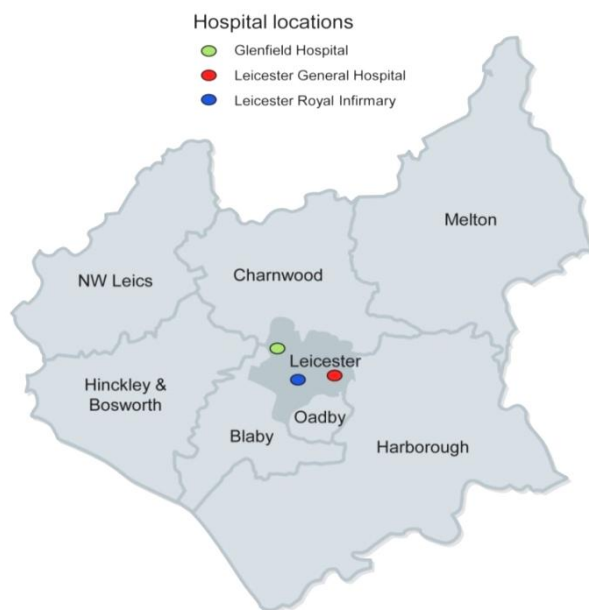 Hospital locations
Glenfield Hospital
Leicester General Hospital
Leicester Royal Infirmary
Melton
NW Leics
Charnwood
Leicester
Hinckley &
Bosworth
Oadby
Blaby
Harborough